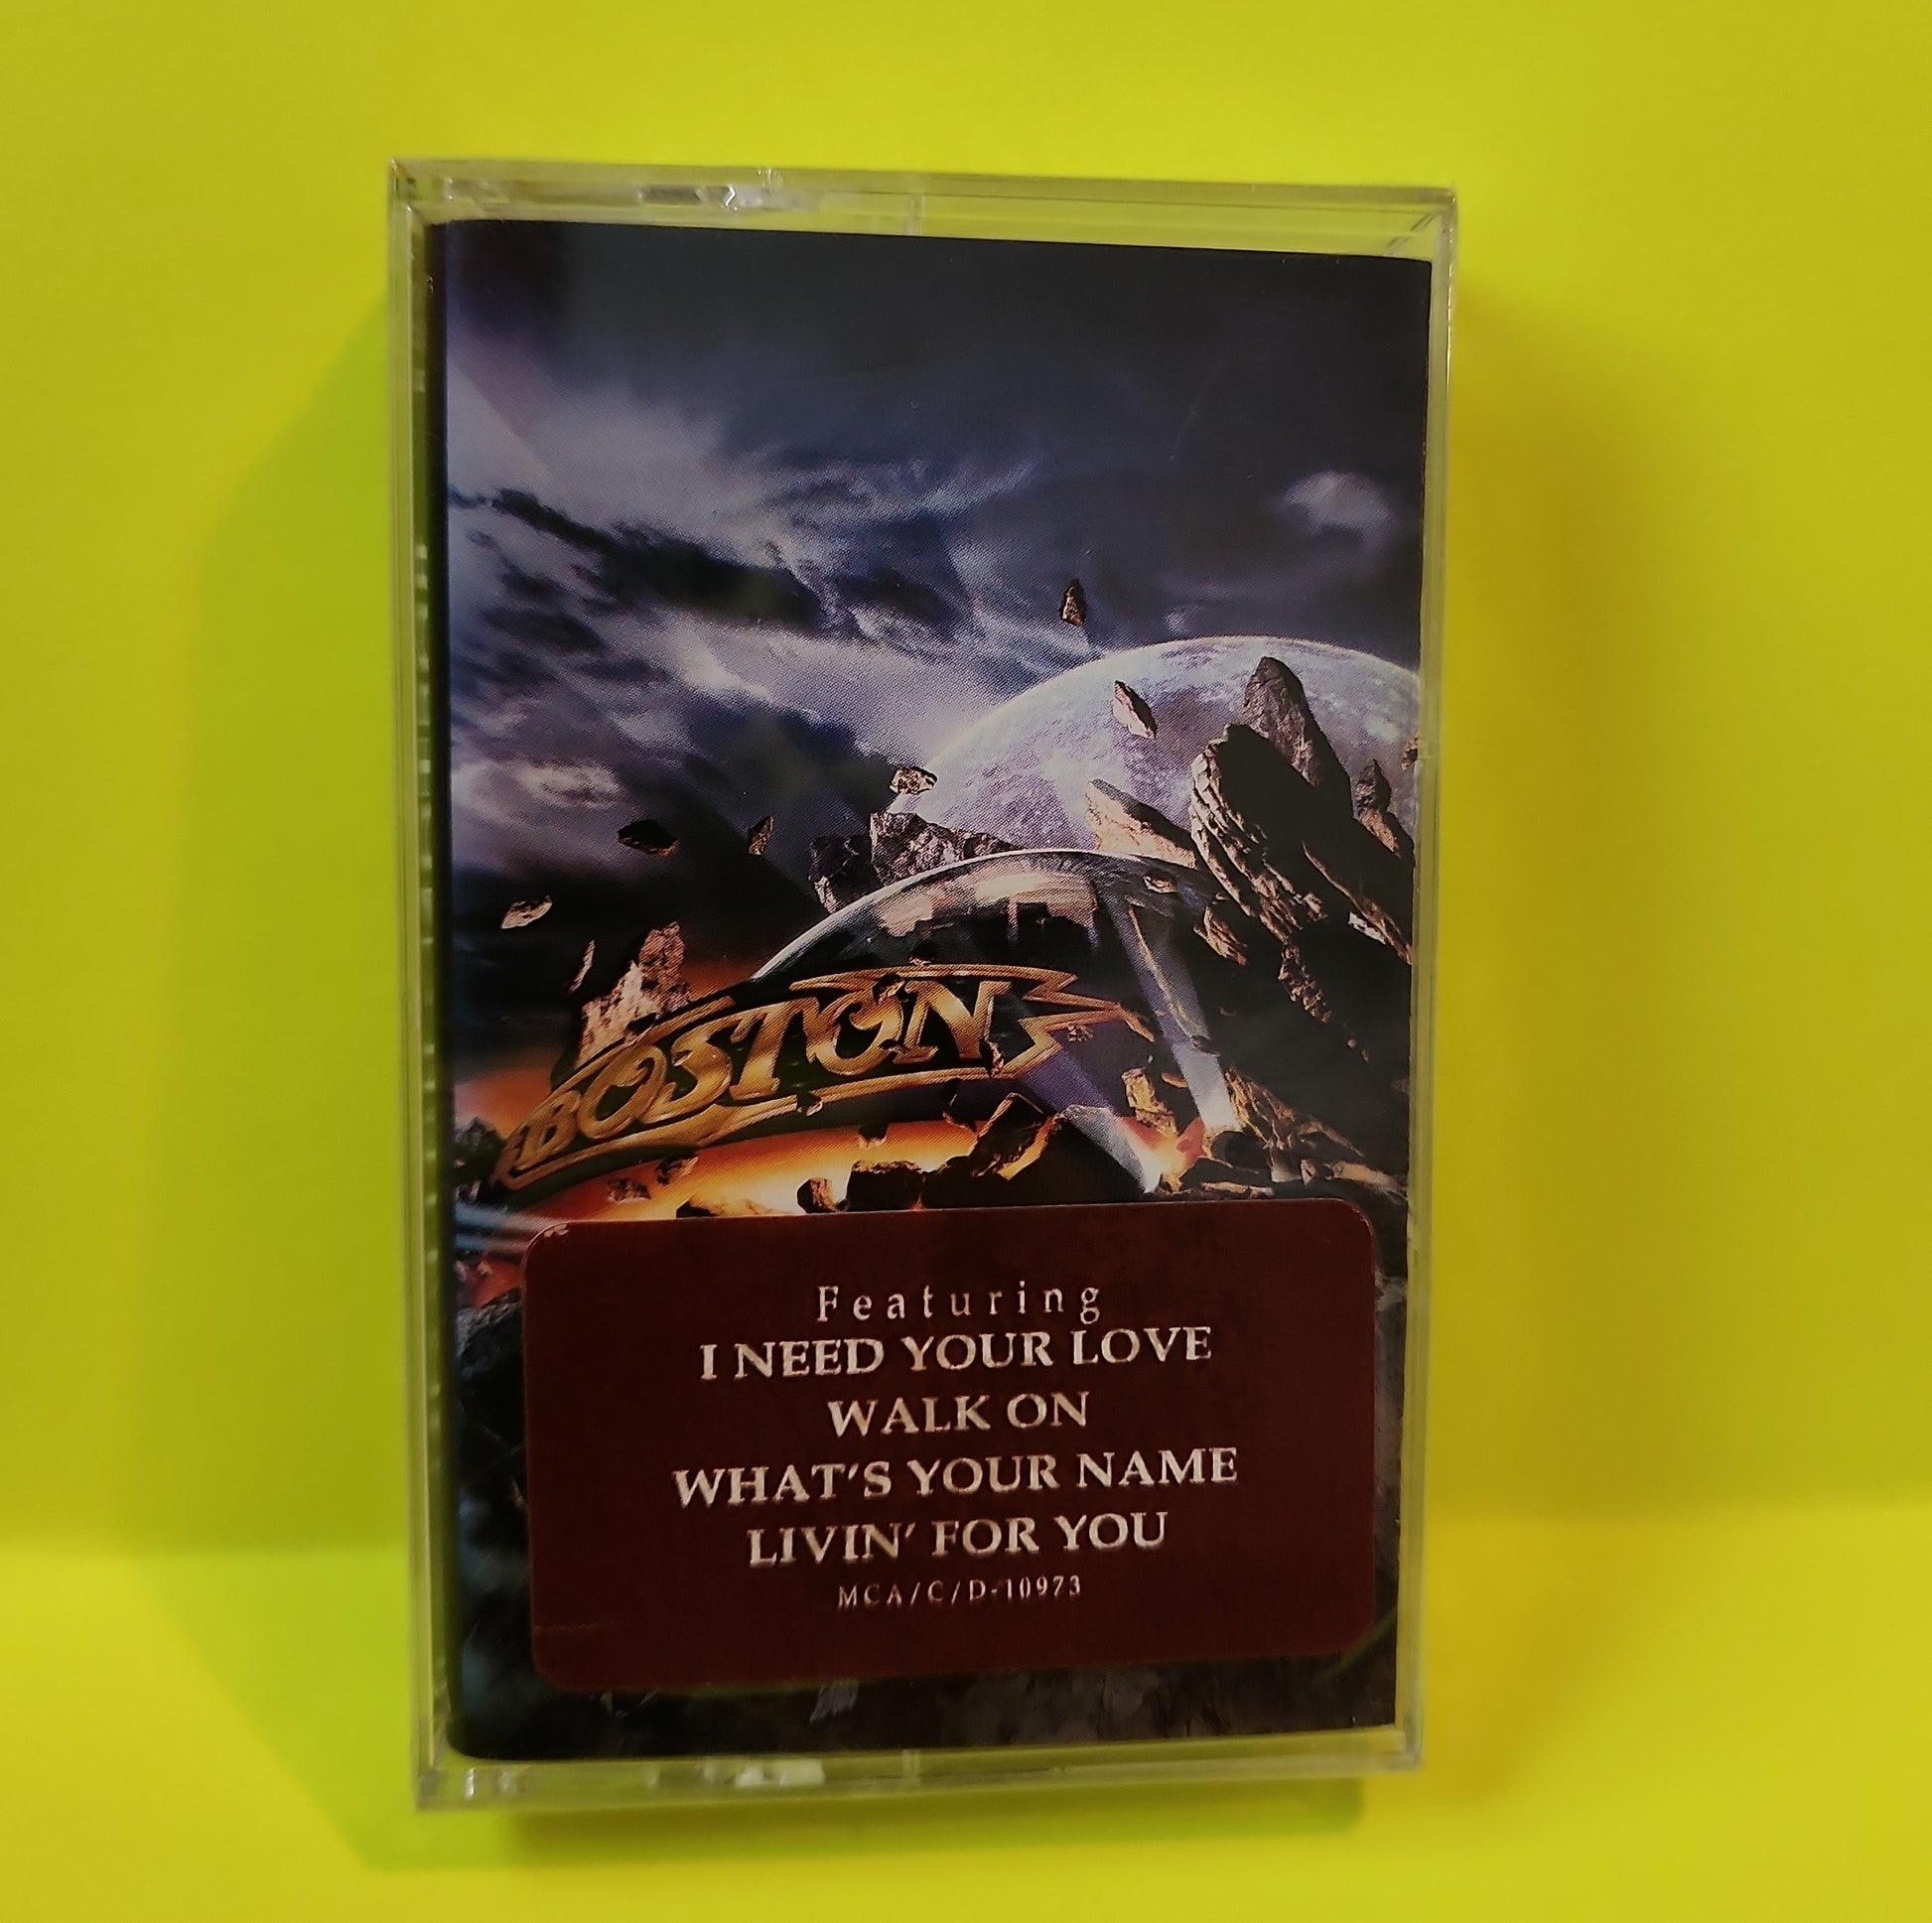 BOSTON
Featuring
I NEED YOUR LOVE
WALK ON
WHAT'S YOUR NAME
LIVIN' FOR YOU
MCA/C/D-10973